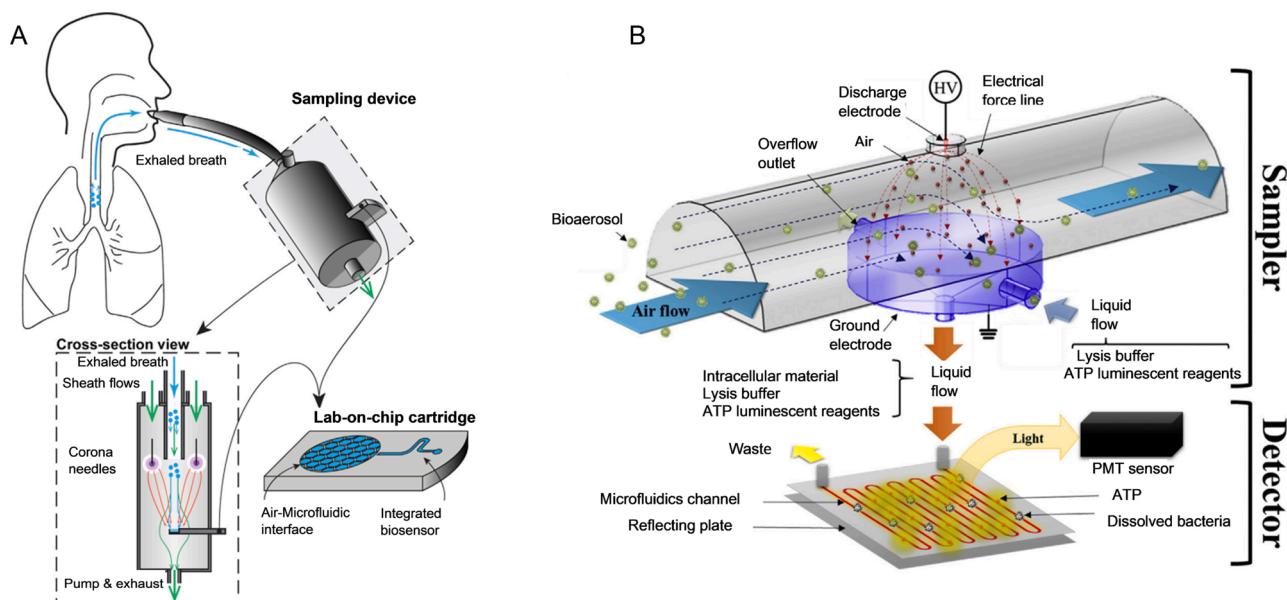 A
Sampling device
Exhaled breath
Cross-section view
Exhaled breath
Sheath flows
Corona
needles
Pump & exhaust
Lab-on-chip cartridge
Air-Microfluidic
interface
Integrated
biosensor
B
HV
Discharge
electrode
Electrical
force line
Air
Overflow
outlet
Bioaerosol
Air flow
Ground
electrode
Liquid
flow
Lysis buffer
ATP luminescent reagents
Intracellular material
Lysis buffer
ATP luminescent reagents
Liquid
flow
Sampler
Waste
Light
PMT sensor
Microfluidics channel
Reflecting plate
ATP
Dissolved bacteria
Detector